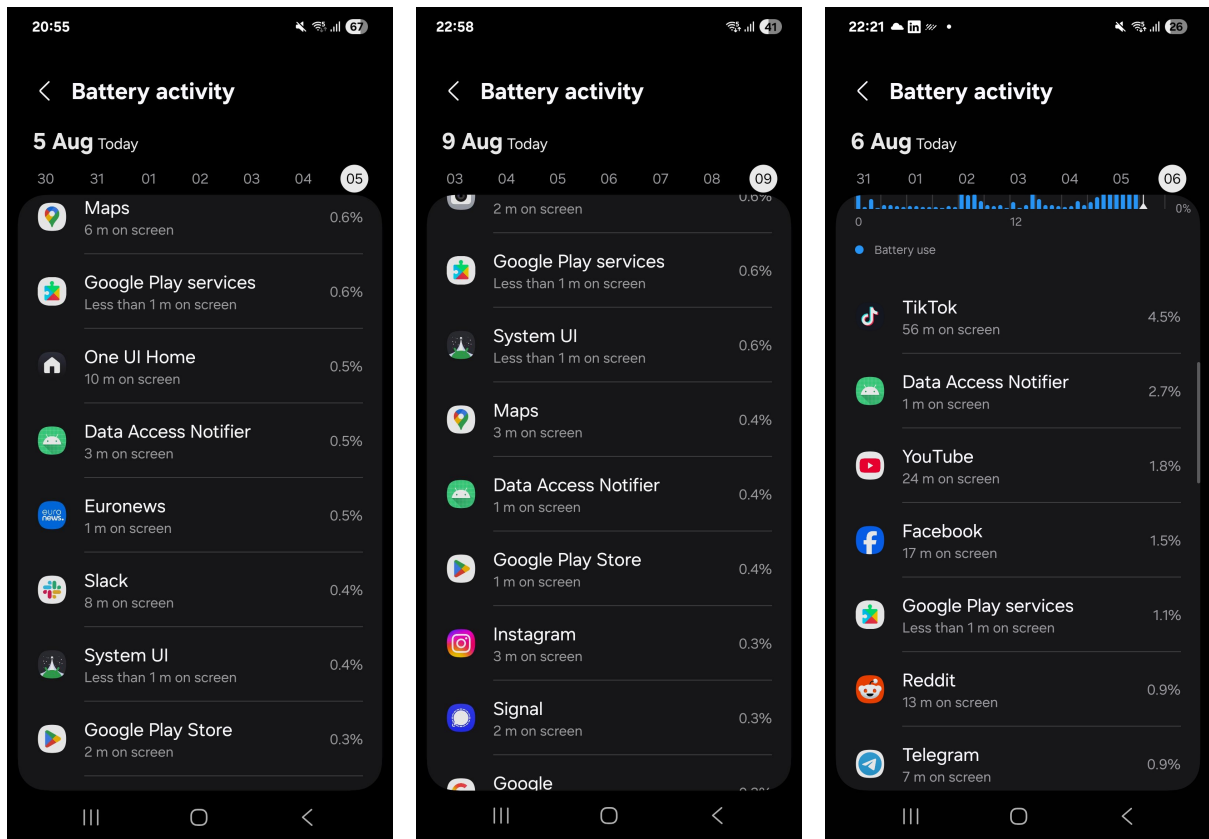 20:55
67
Battery activity
5 Aug Today
30 31 01 02 03 04 05
Maps
6 m on screen
0.6%
Google Play services
Less than 1 m on screen
0.6%
One UI Home
10 m on screen
0.5%
Data Access Notifier
3 m on screen
0.5%
euro
news.
Euronews
1 m on screen
0.5%
Slack
8 m on screen
0.4%
System UI
Less than 1 m on screen
0.4%
Google Play Store
2 m on screen
0.3%
22:58
41
Battery activity
9 Aug Today
03 04 05 06 07 08 09
2 m on screen
0.6%
Google Play services
Less than 1 m on screen
0.6%
System UI
Less than 1 m on screen
0.6%
Maps
3 m on screen
0.4%
Data Access Notifier
1 m on screen
0.4%
Google Play Store
1 m on screen
0.4%
Instagram
3 m on screen
0.3%
Signal
2 m on screen
0.3%
Google
22:21 in
26
Battery activity
6 Aug Today
31 01 02 03 04 05 06
0%
0 12
Battery use
TikTok
56 m on screen
4.5%
Data Access Notifier
1 m on screen
2.7%
YouTube
24 m on screen
1.8%
Facebook
17 m on screen
1.5%
Google Play services
Less than 1 m on screen
1.1%
Reddit
13 m on screen
0.9%
Telegram
7 m on screen
0.9%